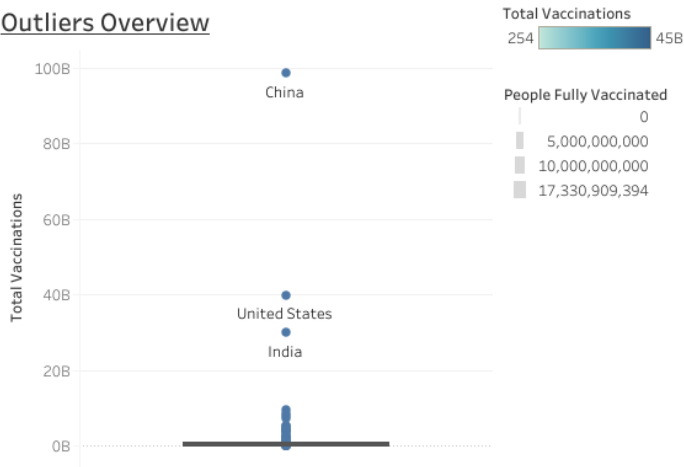 Outliers Overview
Total Vaccinations
254 45B
People Fully Vaccinated
0
5,000,000,000
10,000,000,000
17,330,909,394
Total Vaccinations
100B
80B
60B
40B
20B
0B
China
United States
India